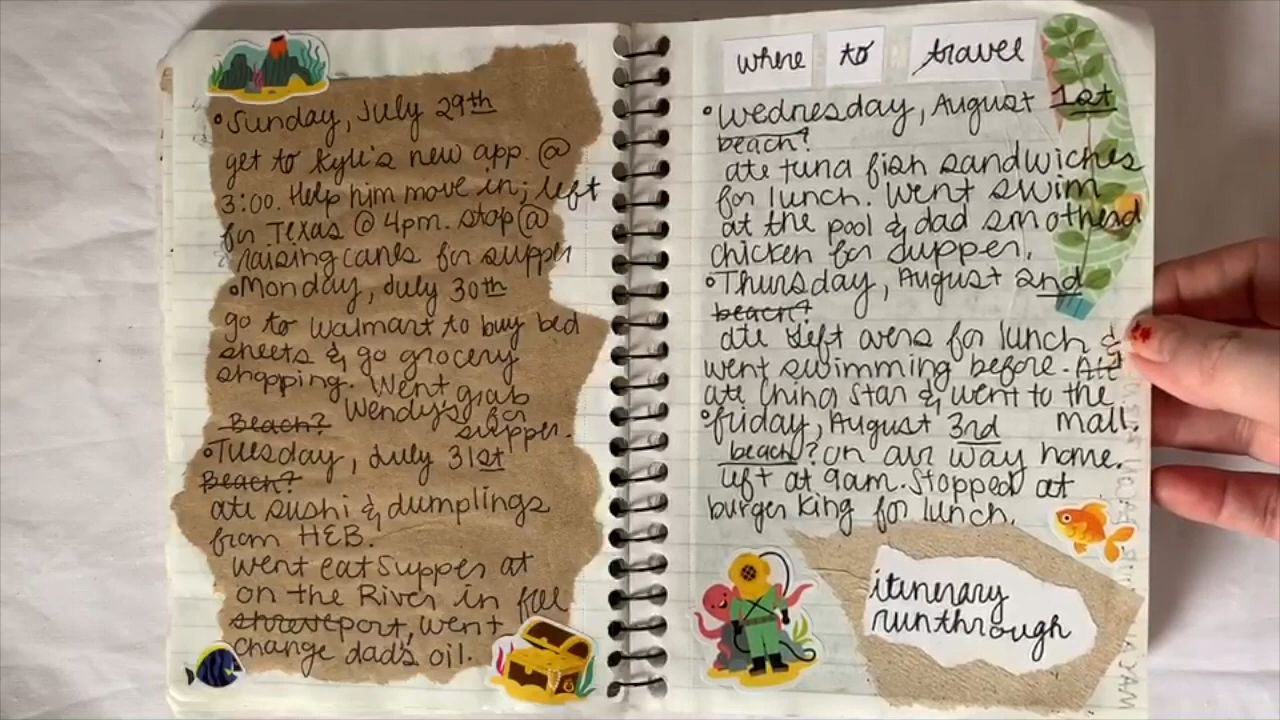 • Sunday, July 29th
get to Kyle's new app. @
3:00. Help him move in; left
for Texas @ 4pm. stop @
raising canes for supper
• Monday, July 30th
go to walmart to buy bed
sheets & go grocery
shopping. Went grab
Wendy's for
Beach? supper.
• Tuesday, July 31st
Beach?
ate sushi & dumplings
from HEB.
went eat supper at
on the River in free
shreveport, went
change dad's oil.
where to travel
• Wednesday, August 1st
beach?
ate tuna fish sandwiches
for lunch. Went swim
at the pool & dad smothered
chicken for supper.
• Thursday, August 2nd
beach?
ate left overs for lunch &
went swimming before. Ate
ate China Star & went to the
mall.
• Friday, August 3rd
beach? on our way home.
left at 9am. Stopped at
burger king for lunch.
itinerary
runthrough